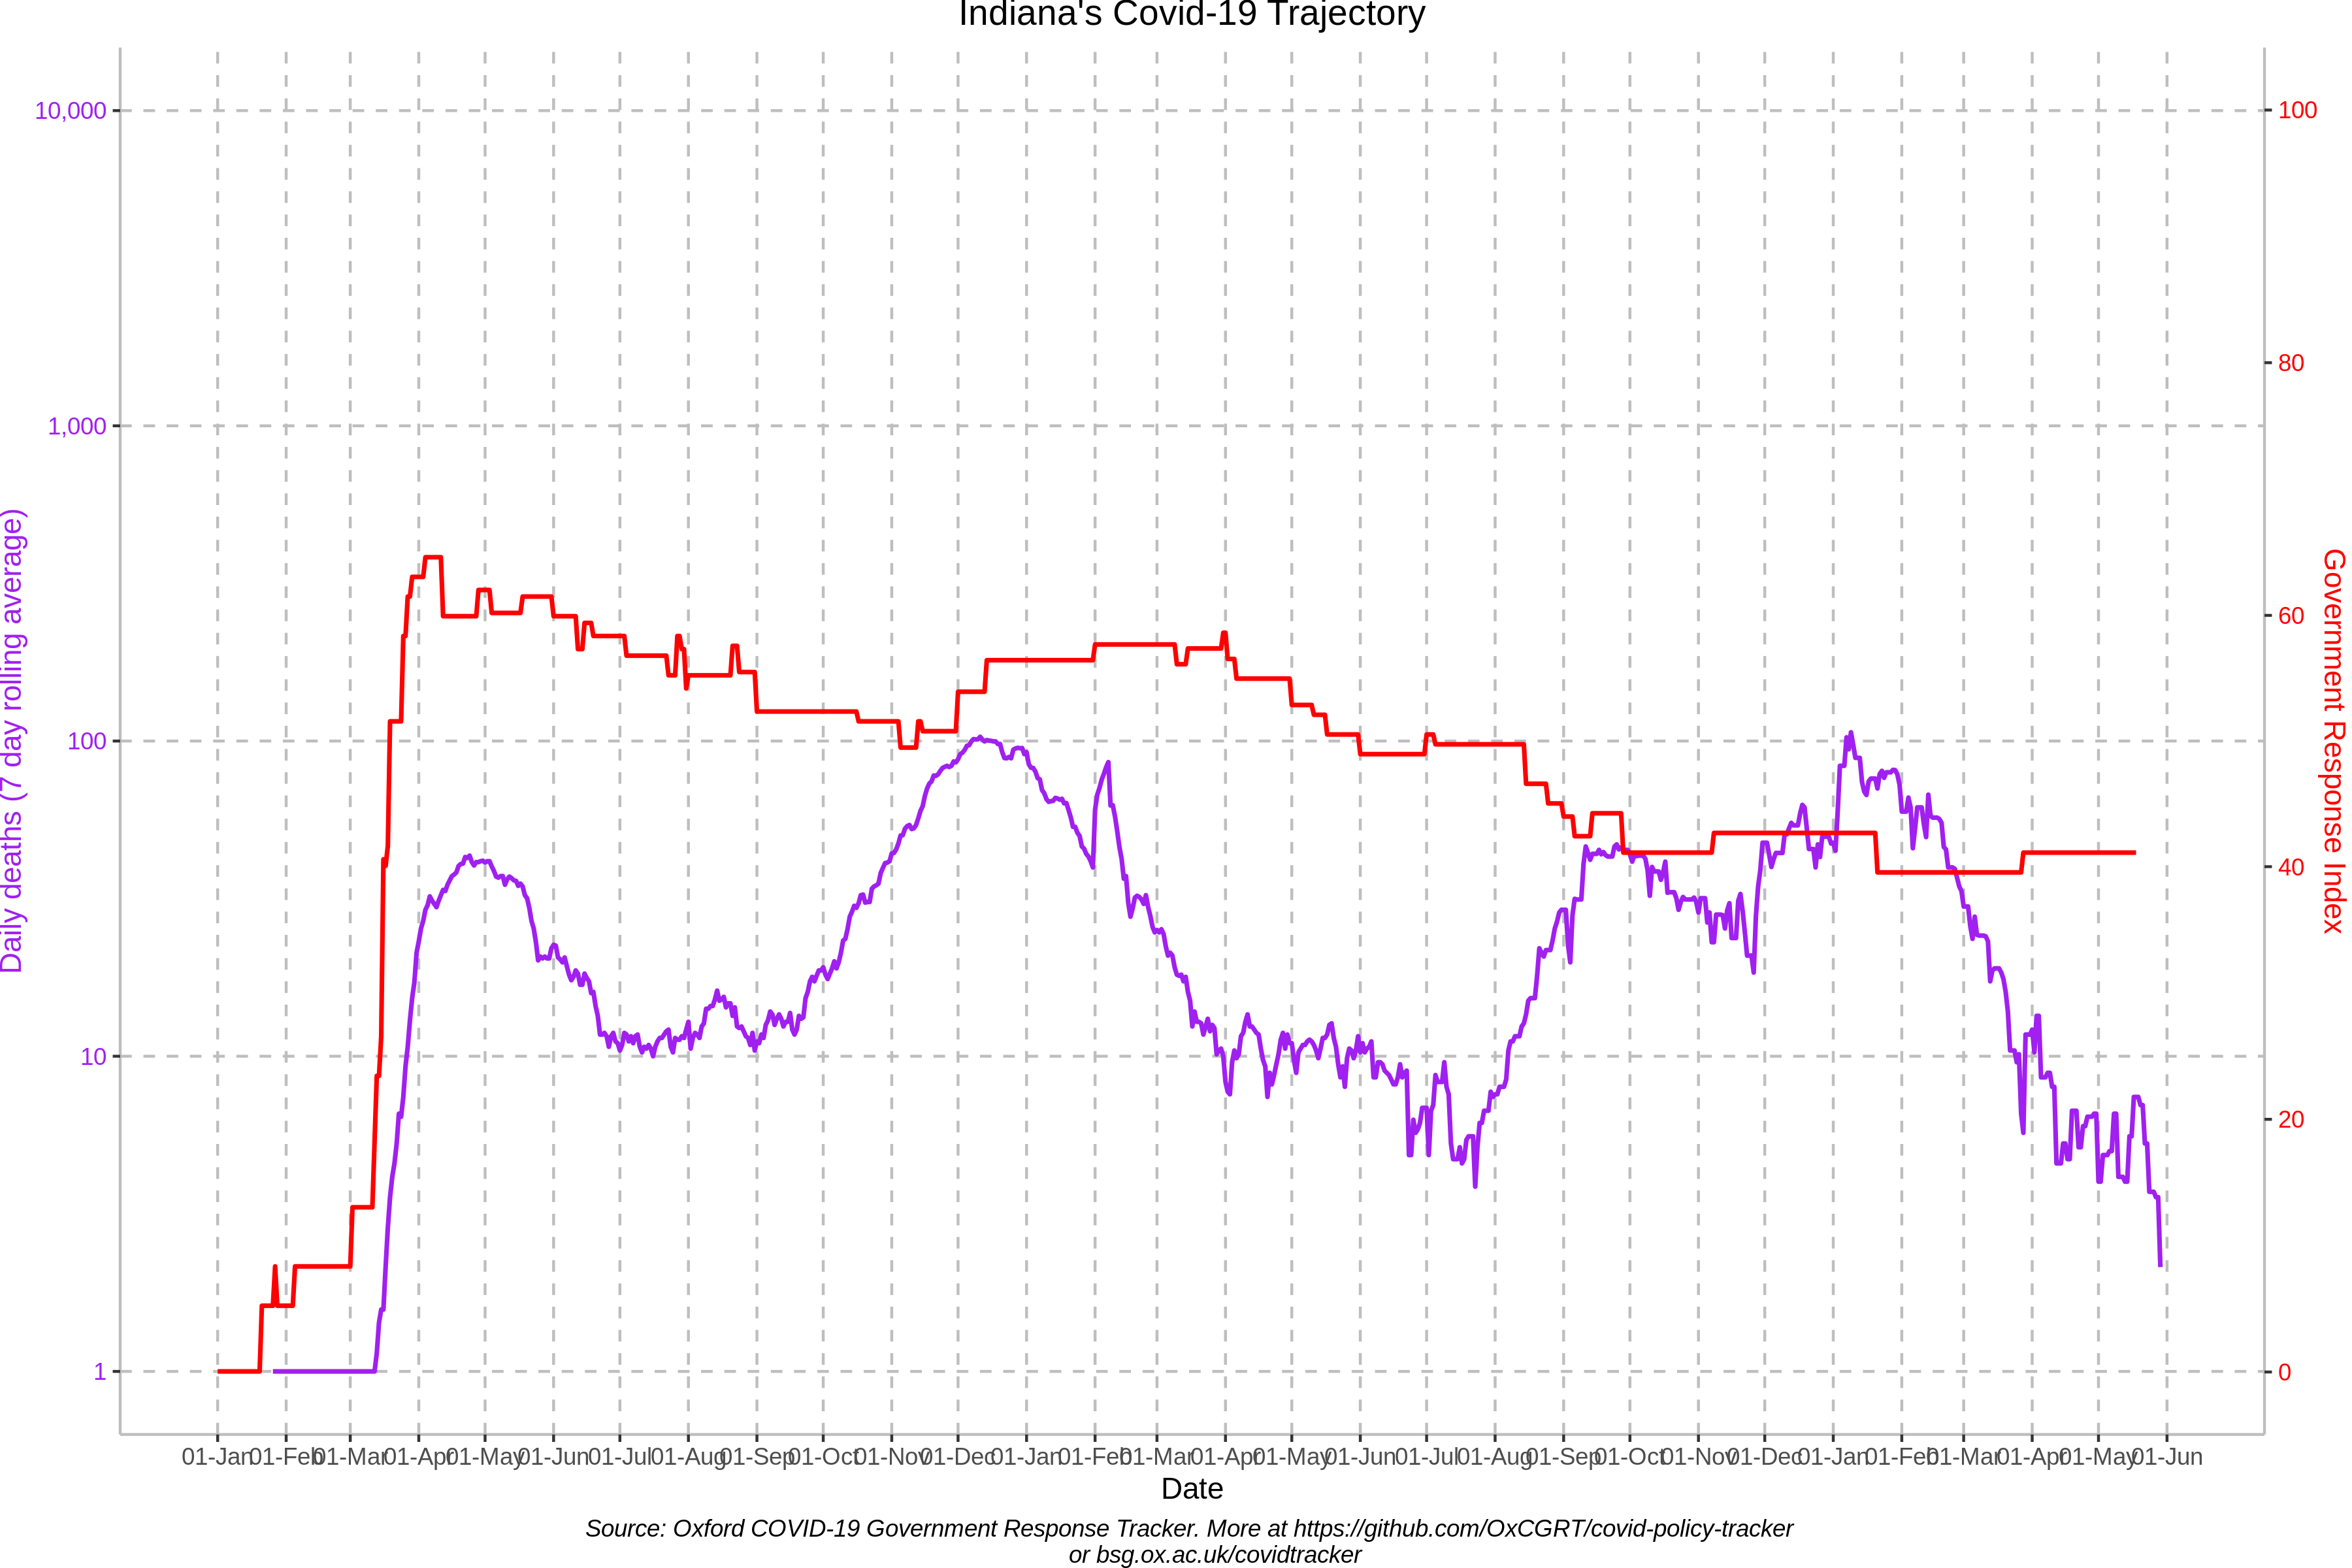 Indiana's Covid-19 Trajectory
10,000
1,000
100
10
1
Daily deaths (7 day rolling average)
100
80
60
40
20
0
Government Response Index
01-Jan 01-Feb 01-Mar 01-Apr 01-May 01-Jun 01-Jul 01-Aug 01-Sep 01-Oct 01-Nov 01-Dec 01-Jan 01-Feb 01-Mar 01-Apr 01-May 01-Jun 01-Jul 01-Aug 01-Sep 01-Oct 01-Nov 01-Dec 01-Jan 01-Feb 01-Mar 01-Apr 01-May 01-Jun
Date
Source: Oxford COVID-19 Government Response Tracker. More at https://github.com/OxCGRT/covid-policy-tracker
or bsg.ox.ac.uk/covidtracker